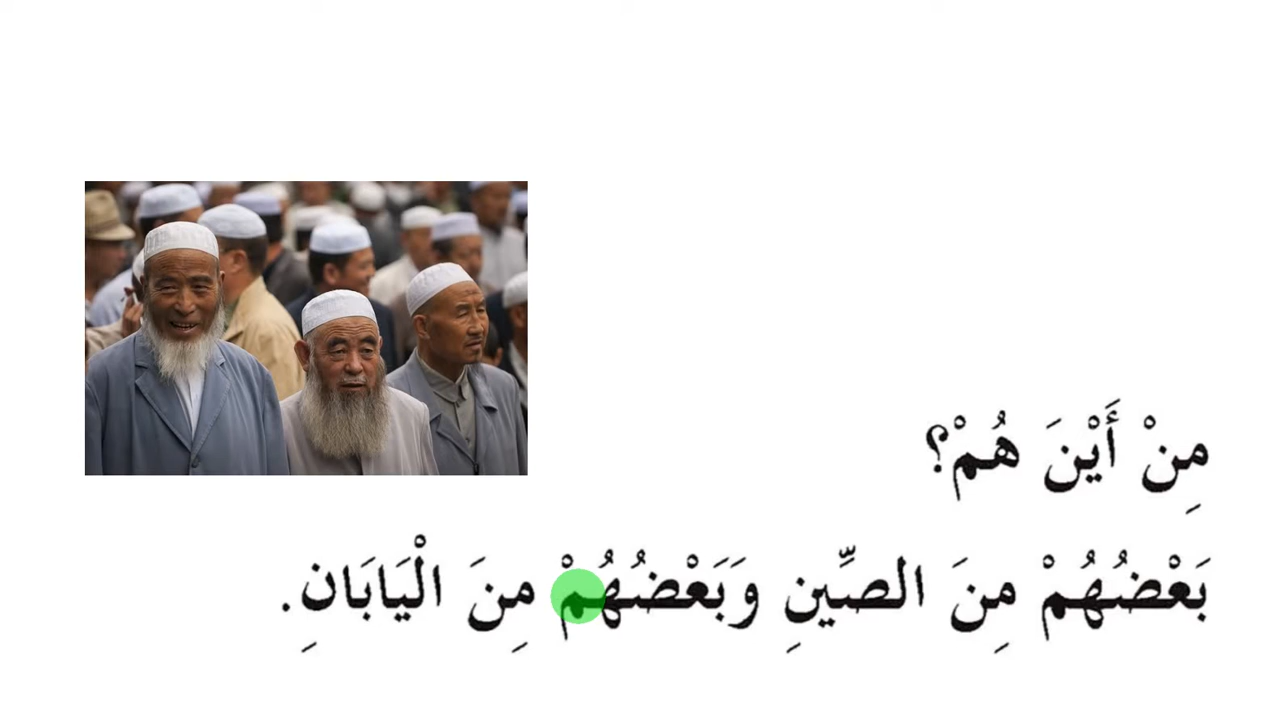 مِنْ أَيْنَ هُمْ؟
بَعْضُهُمْ مِنَ الصِّينِ وَبَعْضُهُمْ مِنَ الْيَابَانِ.